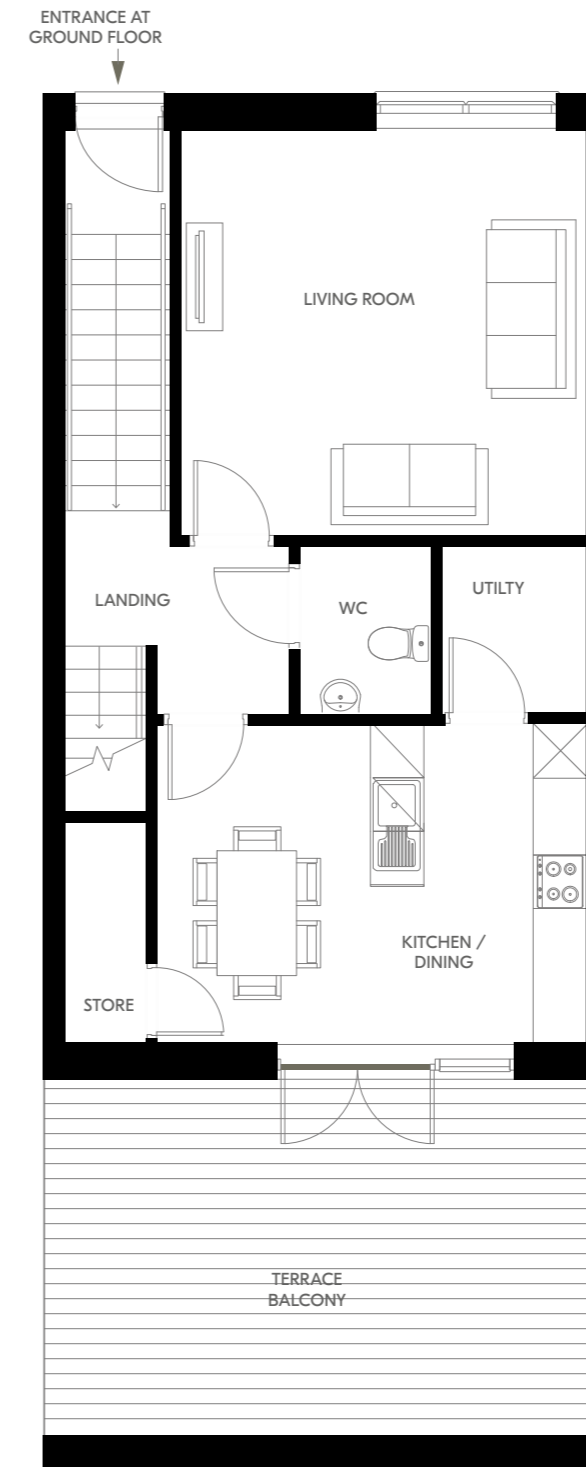 ENTRANCE AT
GROUND FLOOR
LIVING ROOM
LANDING
WC
UTILTY
KITCHEN /
DINING
STORE
TERRACE
BALCONY